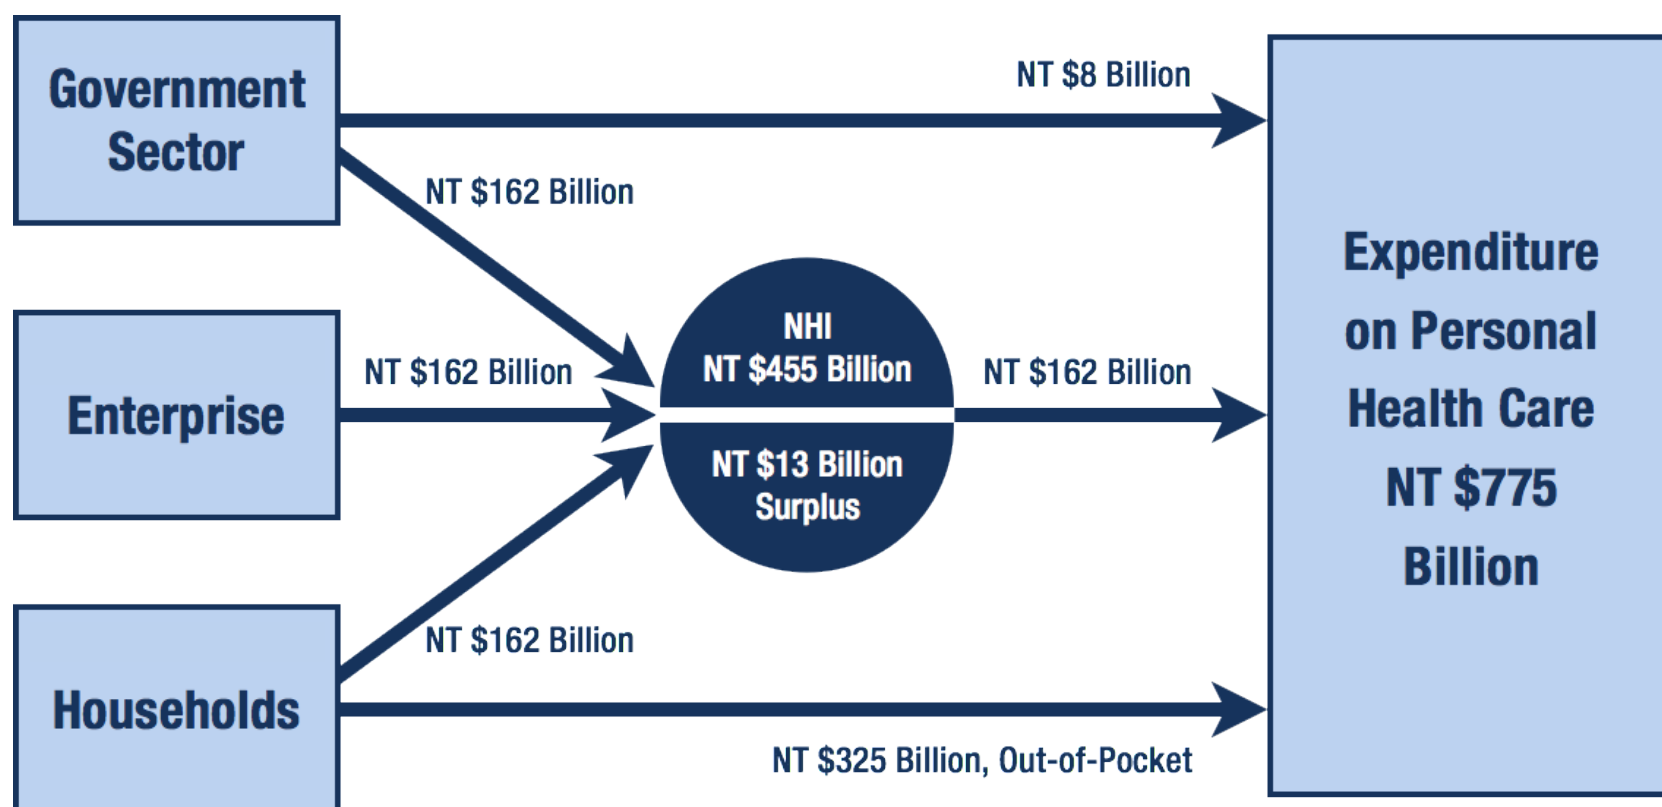 Government
Sector
NT $8 Billion
NT $162 Billion
Enterprise
NT $162 Billion
NHI
NT $455 Billion
NT $13 Billion
Surplus
NT $162 Billion
Households
NT $162 Billion
NT $325 Billion, Out-of-Pocket
Expenditure
on Personal
Health Care
NT $775
Billion